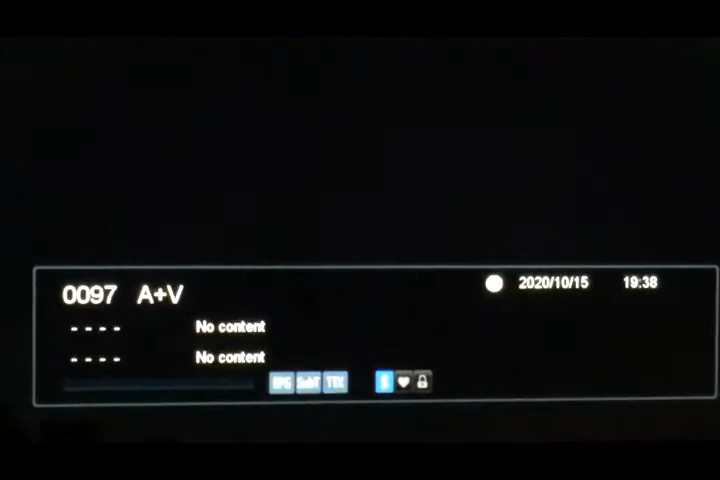 0097 A+V 2020/10/15 19:38
- - - - No content
- - - - No content
EPG SubT TTX